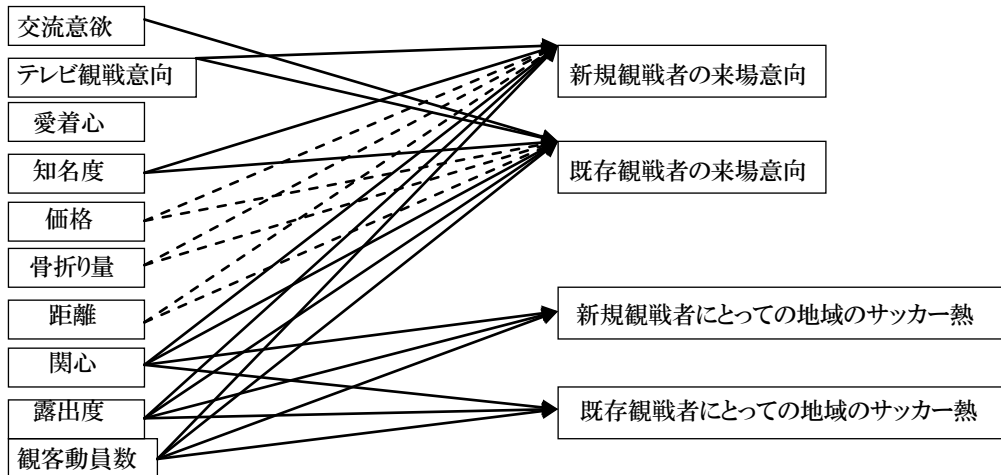 交流意欲
テレビ観戦意向
愛着心
知名度
価格
骨折り量
距離
関心
露出度
観客動員数
新規観戦者の来場意向
既存観戦者の来場意向
新規観戦者にとっての地域のサッカー熱
既存観戦者にとっての地域のサッカー熱